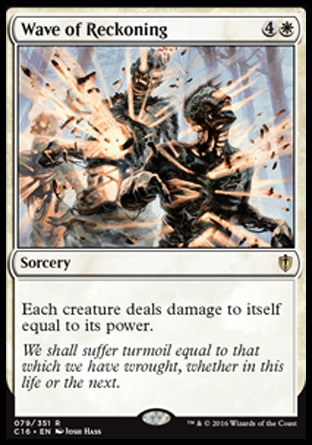 Wave of Reckoning 4
Sorcery
Each creature deals damage to itself
equal to its power.
We shall suffer turmoil equal to that
which we have wrought, whether in this
life or the next.
079/351 R
C16 • EN Josh Hass ™ & © 2016 Wizards of the Coast